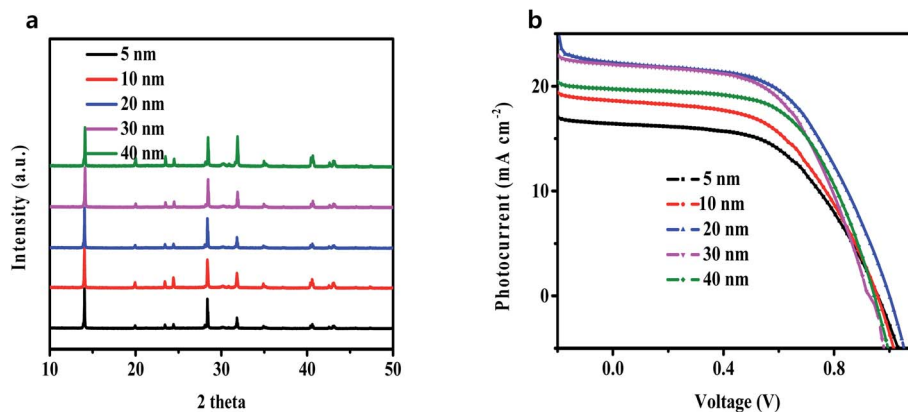 a
5 nm
10 nm
20 nm
30 nm
40 nm
Intensity (a.u.)
10 20 30 40 50
2 theta
b
20
10
0
Photocurrent (mA cm⁻²)
5 nm
10 nm
20 nm
30 nm
40 nm
0.0 0.4 0.8
Voltage (V)